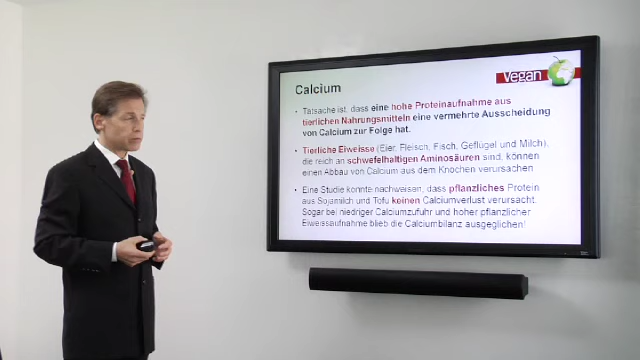 Vegan
Calcium
• Tatsache ist, dass eine hohe Proteinaufnahme aus
tierlichen Nahrungsmitteln eine vermehrte Ausscheidung
von Calcium zur Folge hat.
• Tierliche Eiweisse (Eier, Fleisch, Fisch, Geflügel und Milch),
die reich an schwefelhaltigen Aminosäuren sind, können
einen Abbau von Calcium aus dem Knochen verursachen
• Eine Studie konnte nachweisen, dass pflanzliches Protein
aus Sojamilch und Tofu keinen Calciumverlust verursacht.
Sogar bei niedriger Calciumzufuhr und hoher pflanzlicher
Eiweissaufnahme blieb die Calciumbilanz ausgeglichen!